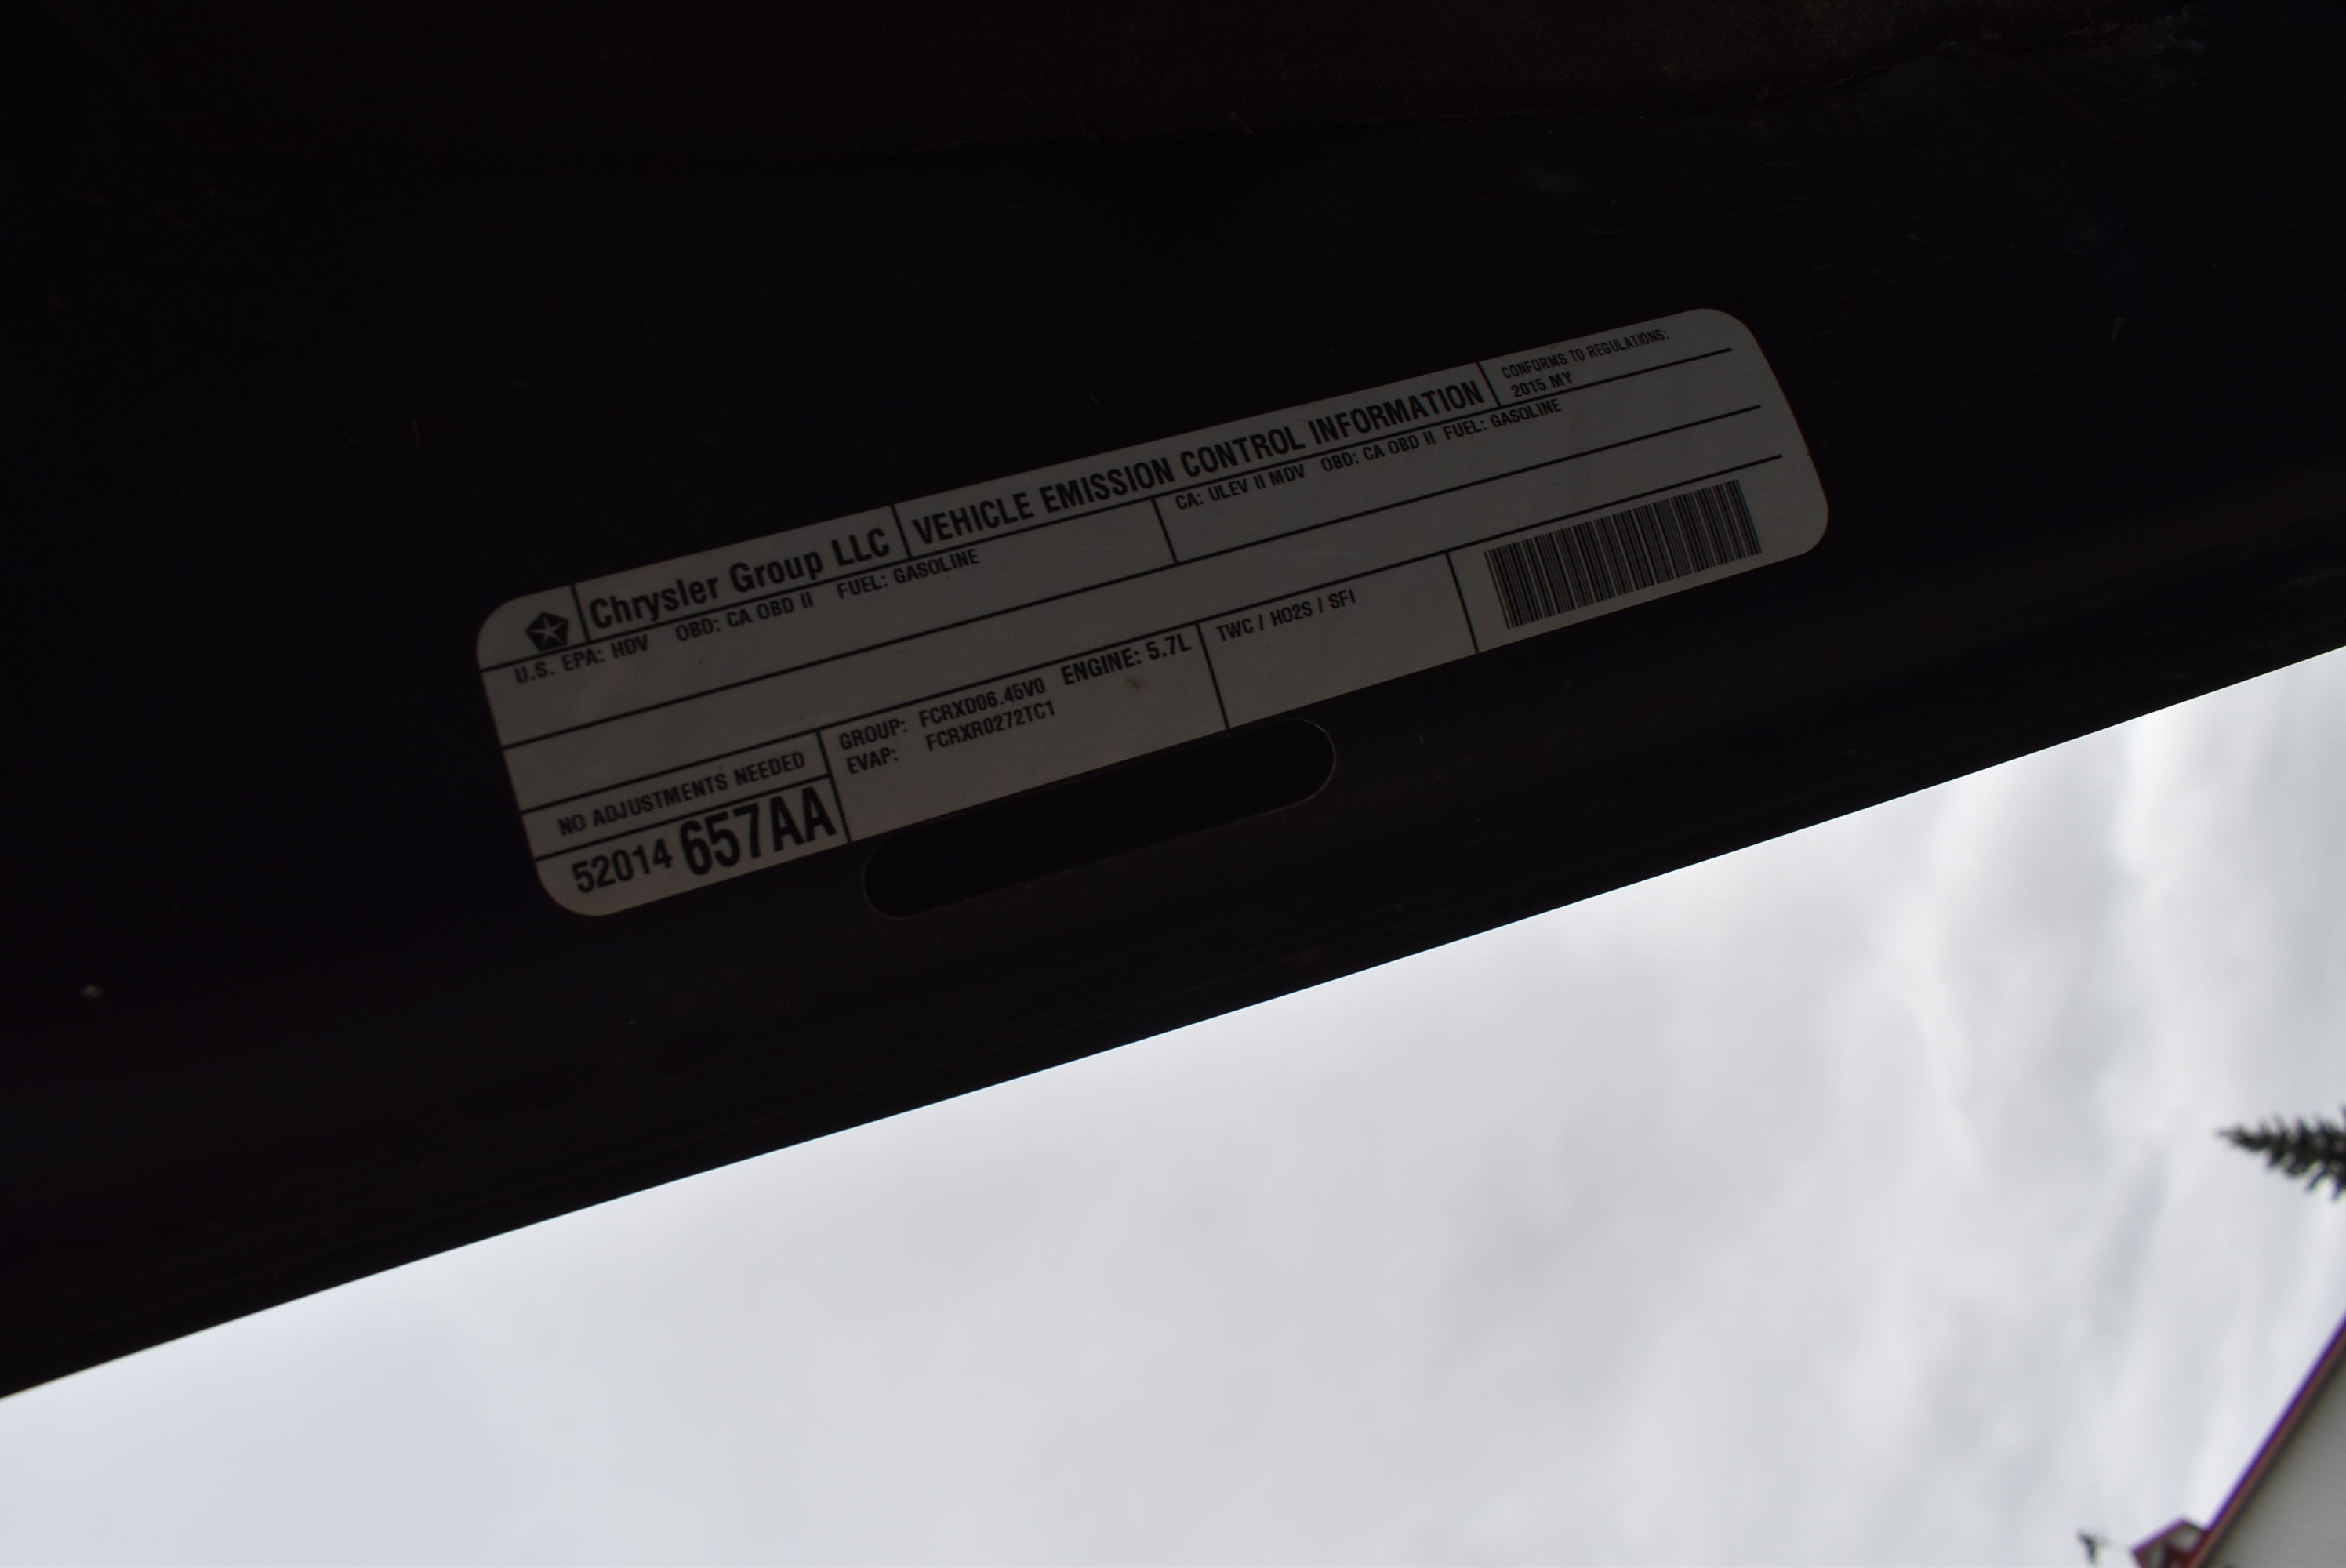 Chrysler Group LLC VEHICLE EMISSION CONTROL INFORMATION CONFORMS TO REGULATIONS:
2015 MY
U.S. EPA: HDV OBD: CA OBD II FUEL: GASOLINE CA: ULEV II MDV OBD: CA OBD II FUEL: GASOLINE
NO ADJUSTMENTS NEEDED
52014 657AA
GROUP: FCRXD06.45V0 ENGINE: 5.7L
EVAP: FCRXR0272TC1
TWC / HO2S / SFI